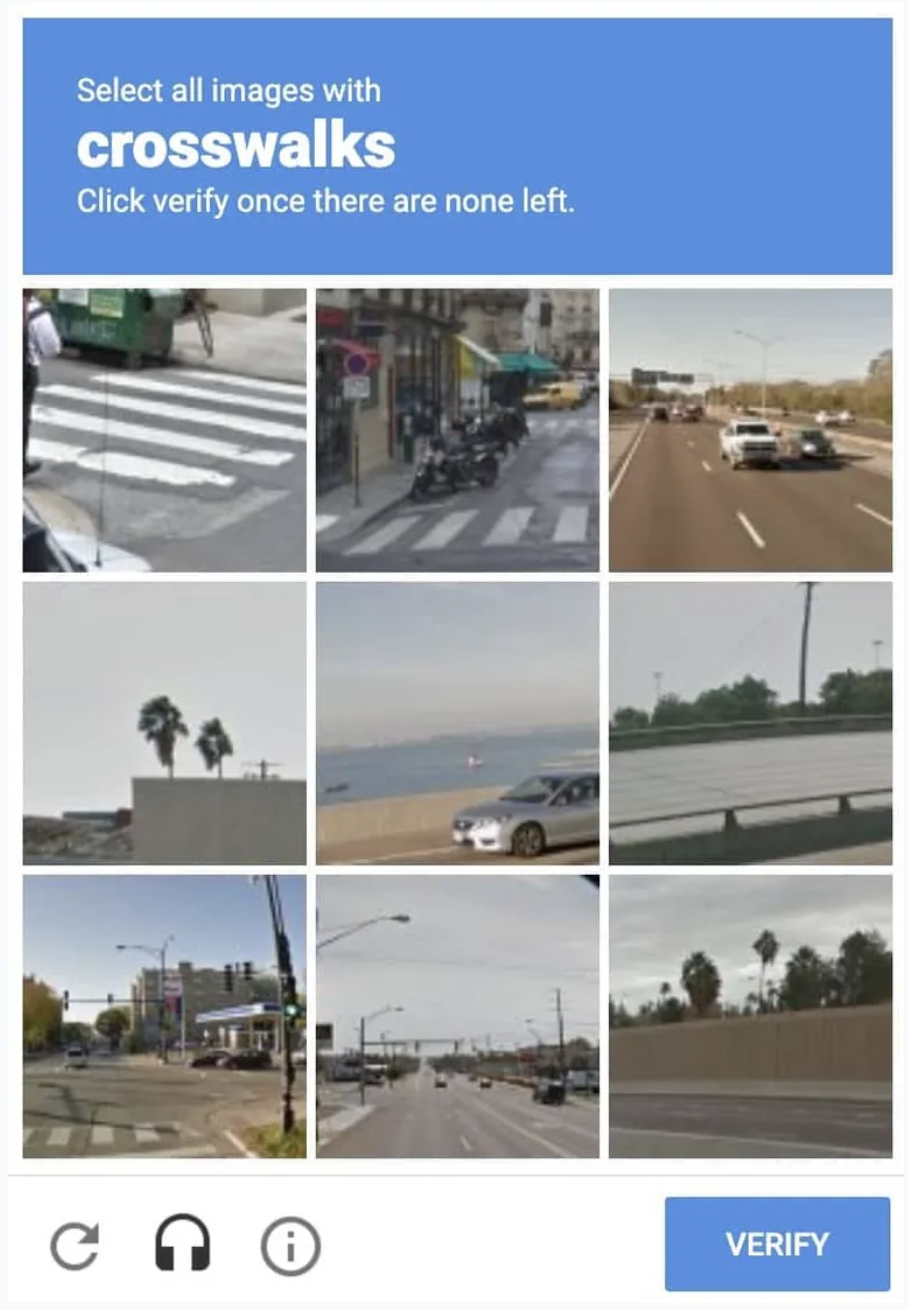 Select all images with
crosswalks
Click verify once there are none left.
VERIFY